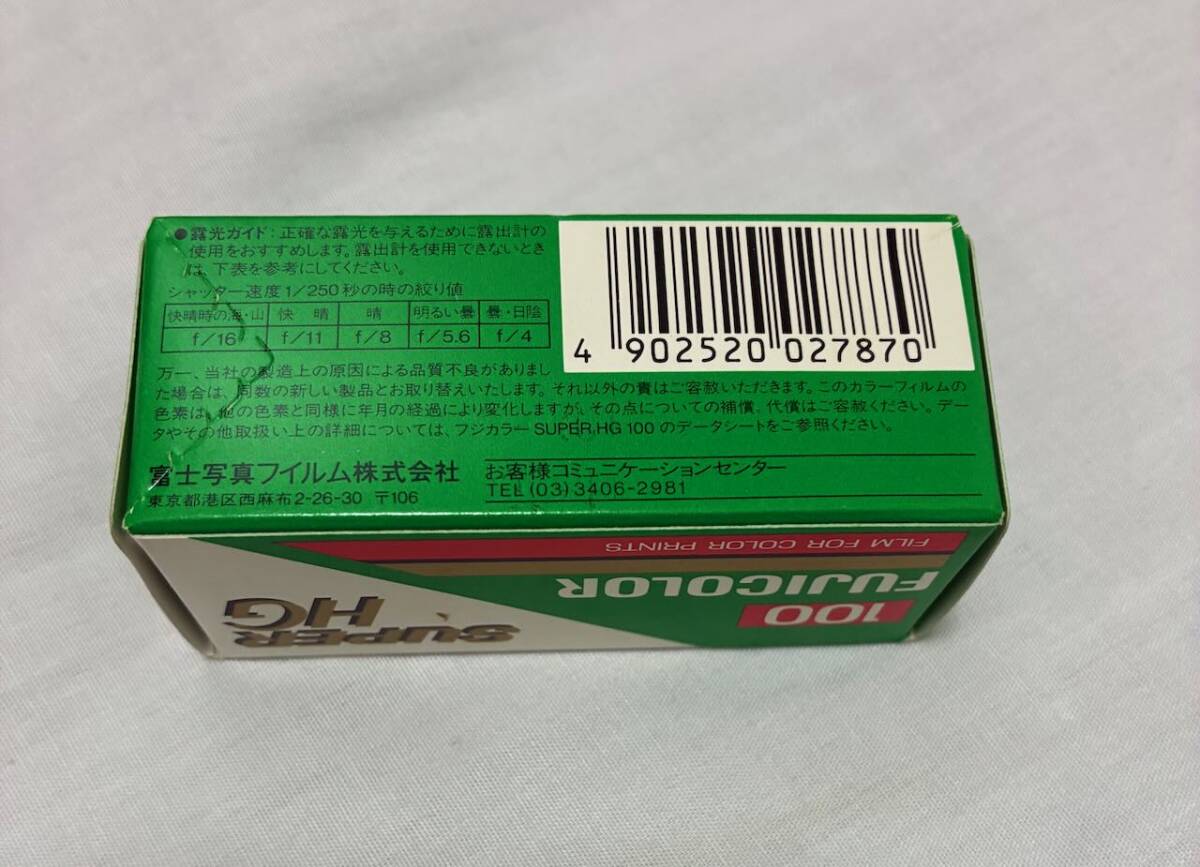 ●露光ガイド：正確な露光を与えるために露出計の
使用をおすすめします。露出計を使用できないとき
は、下表を参考にしてください。
シャッター速度1/250秒の時の絞り値
快晴時の海・山 快晴 晴 明るい曇 曇・日陰
f/16 f/11 f/8 f/5.6 f/4
4 902520 027870
万一、当社の製造上の原因による品質不良がありまし
た場合は、同数の新しい製品とお取り替えいたします。それ以外の責はご容赦いただきます。このカラーフィルムの
色素は、他の色素と同様に年月の経過により変化しますが、その点についての補償、代償はご容赦ください。デー
タやその他取扱い上の詳細については、フジカラー SUPER HG 100 のデータシートをご参照ください。
富士写真フイルム株式会社
東京都港区西麻布2-26-30 〒106
お客様コミュニケーションセンター
TEL (03) 3406-2981
FILM FOR COLOR PRINTS
FUJICOLOR
100
SUPER
HG